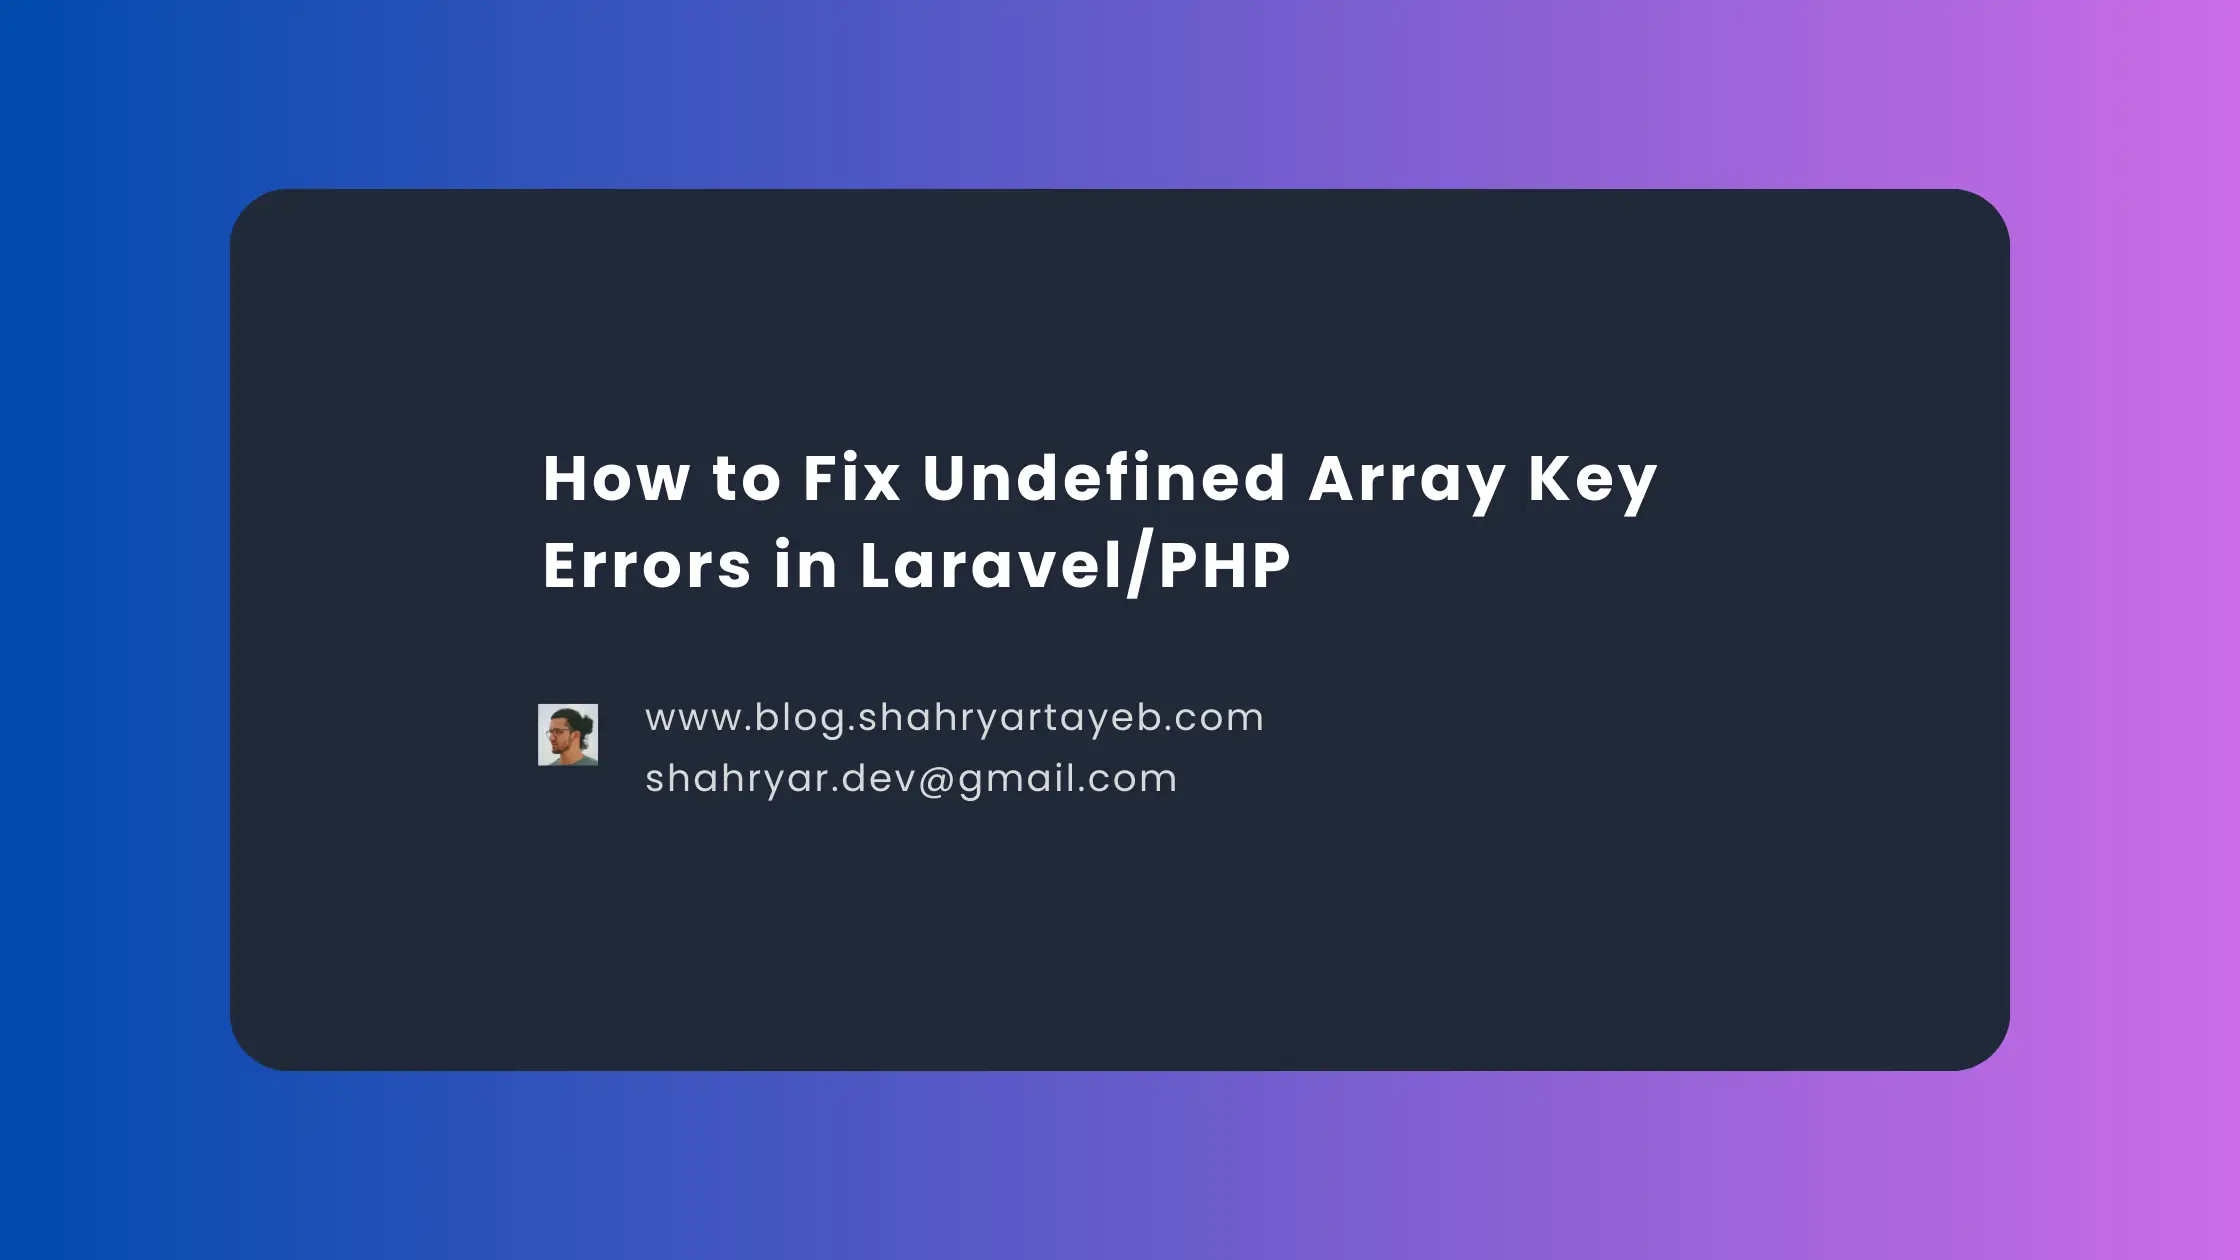 How to Fix Undefined Array Key
Errors in Laravel/PHP
www.blog.shahryartayeb.com
shahryar.dev@gmail.com